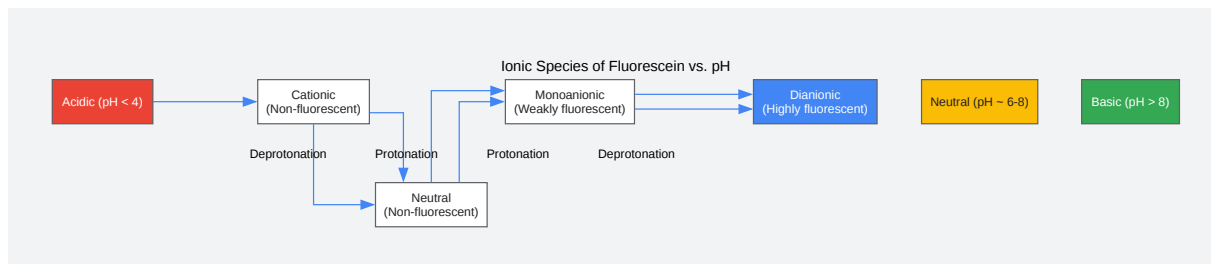 Ionic Species of Fluorescein vs. pH
Acidic (pH < 4)
Cationic
(Non-fluorescent)
Monoanionic
(Weakly fluorescent)
Dianionic
(Highly fluorescent)
Neutral (pH ~ 6-8)
Basic (pH > 8)
Deprotonation
Protonation
Protonation
Deprotonation
Neutral
(Non-fluorescent)